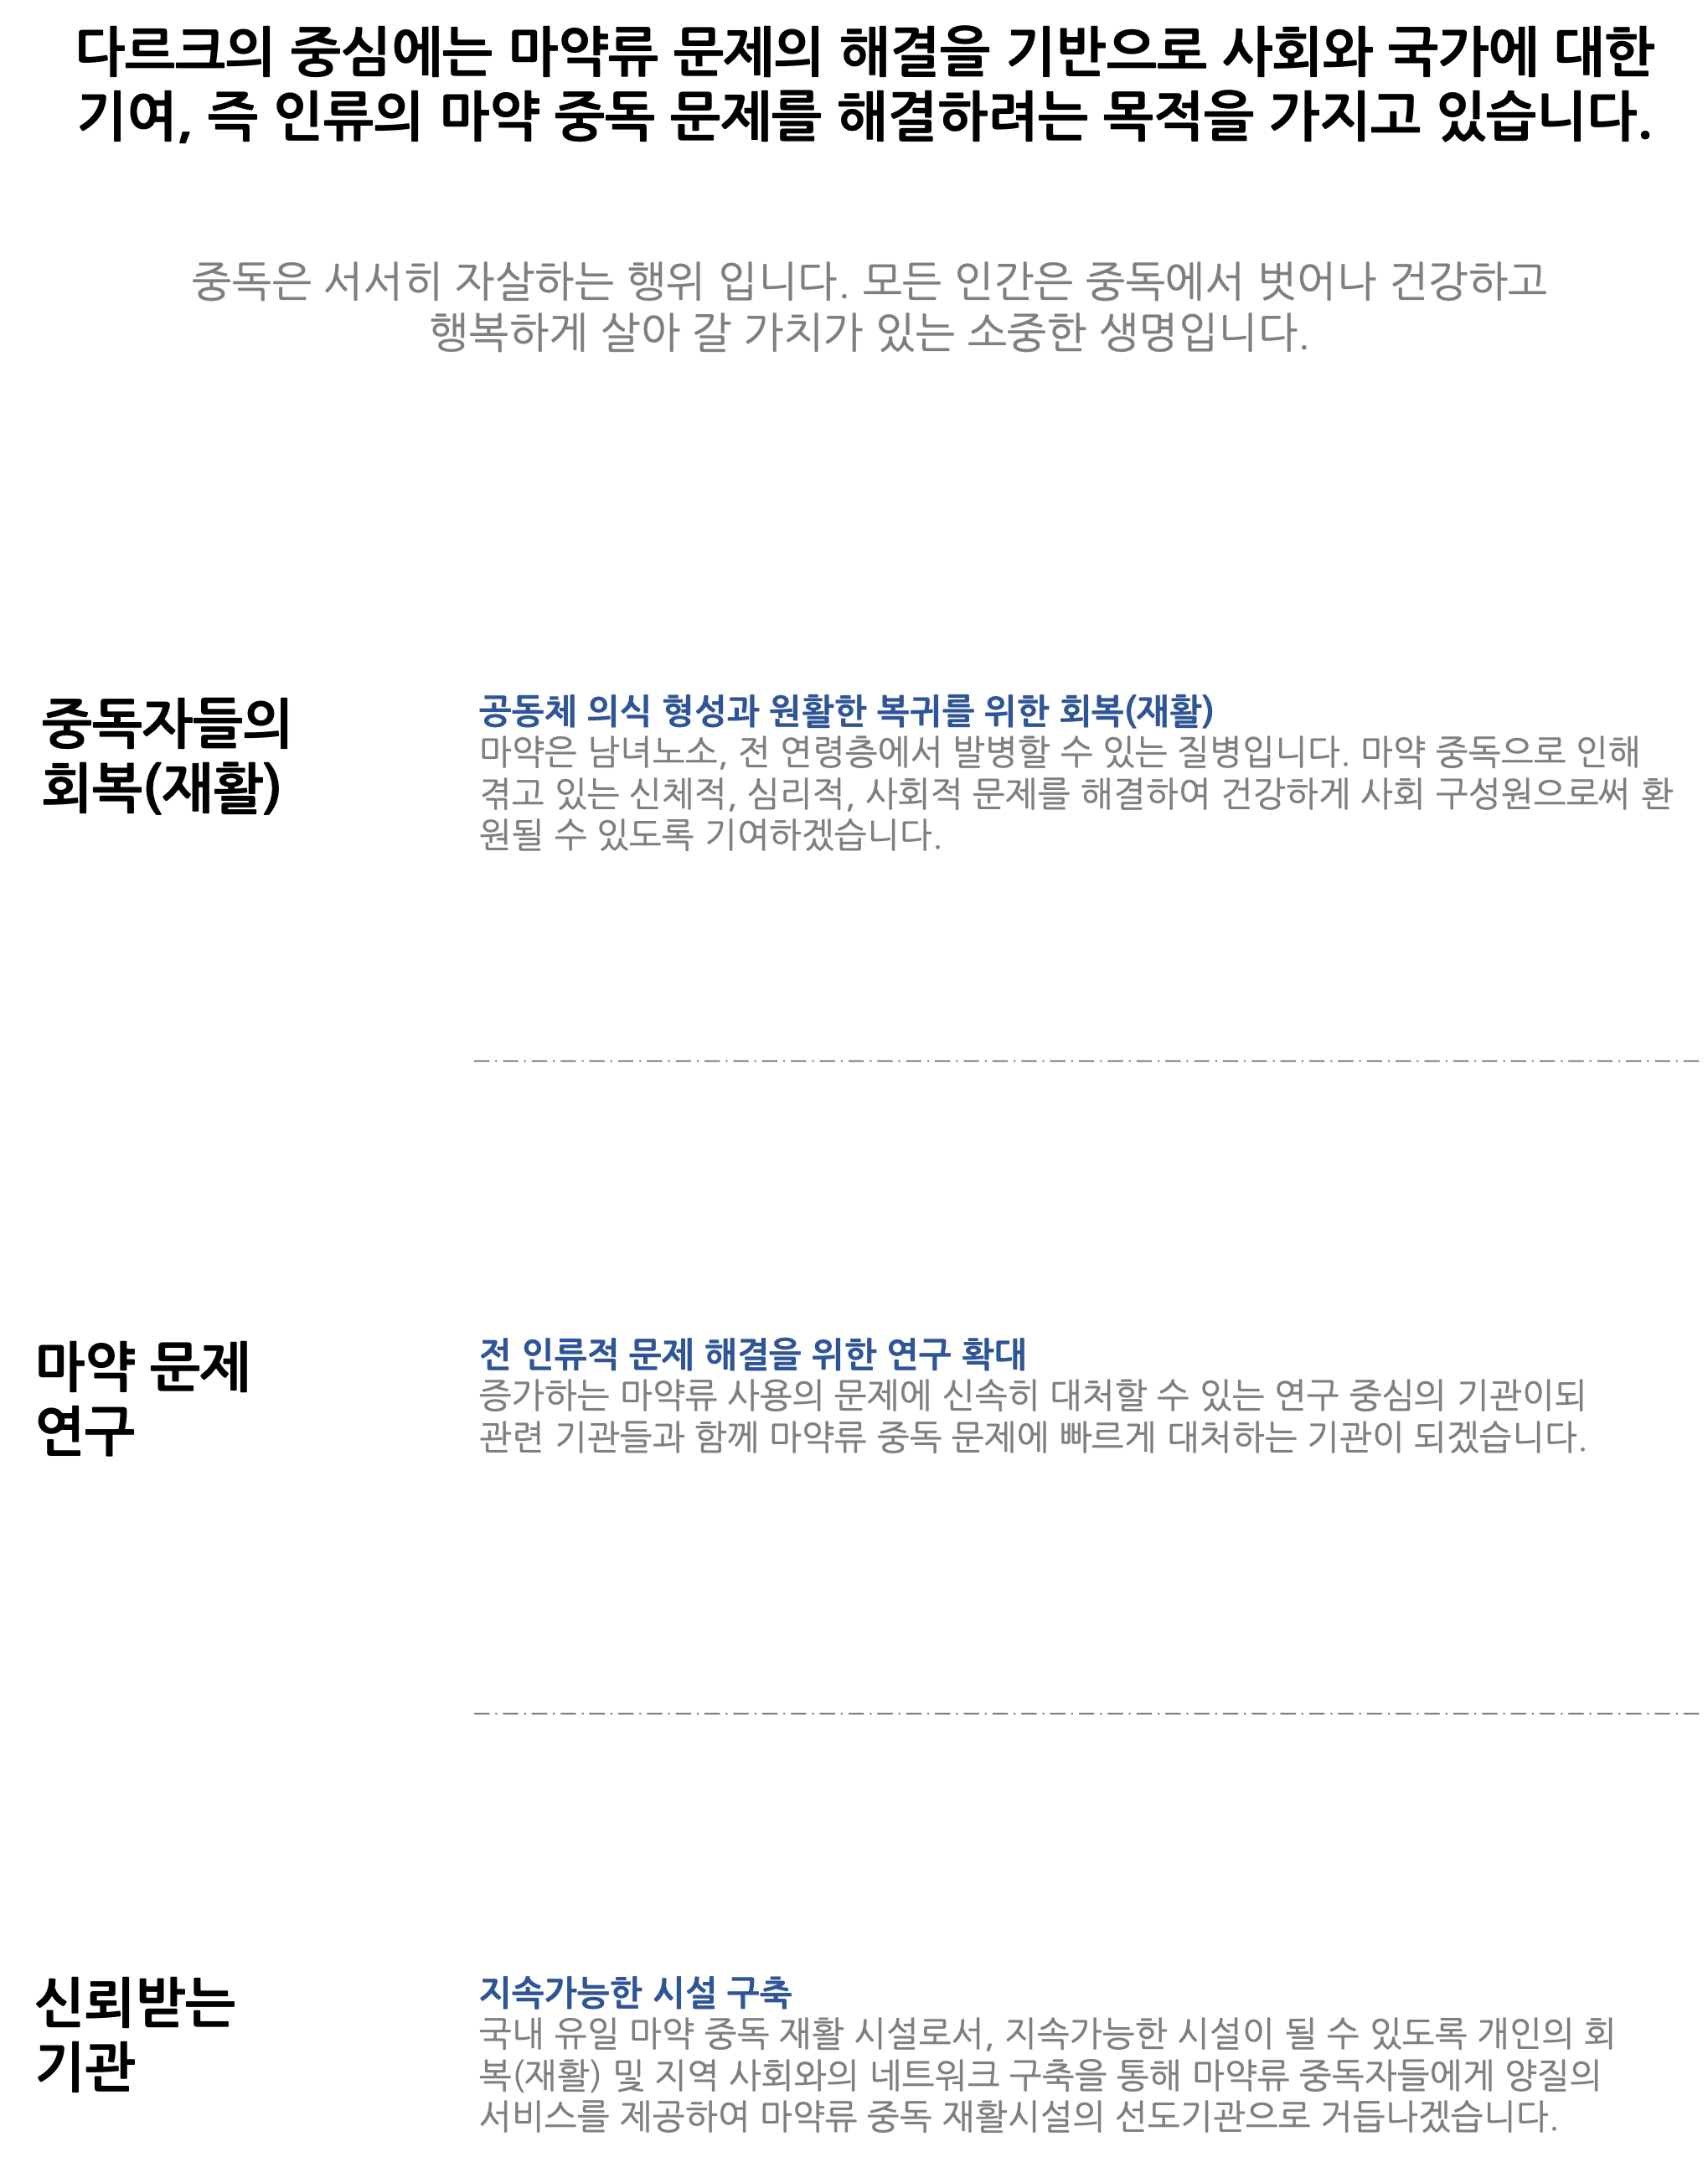 다르크의 중심에는 마약류 문제의 해결을 기반으로 사회와 국가에 대한
기여, 즉 인류의 마약 중독 문제를 해결하려는 목적을 가지고 있습니다.
중독은 서서히 자살하는 행위 입니다. 모든 인간은 중독에서 벗어나 건강하고
행복하게 살아 갈 가치가 있는 소중한 생명입니다.
중독자들의
회복(재활)
공동체 의식 형성과 원활한 복귀를 위한 회복(재활)
마약은 남녀노소, 전 연령층에서 발병할 수 있는 질병입니다. 마약 중독으로 인해
겪고 있는 신체적, 심리적, 사회적 문제를 해결하여 건강하게 사회 구성원으로써 환
원될 수 있도록 기여하겠습니다.
마약 문제
연구
전 인류적 문제 해결을 위한 연구 확대
증가하는 마약류 사용의 문제에 신속히 대처할 수 있는 연구 중심의 기관이되
관련 기관들과 함께 마약류 중독 문제에 빠르게 대처하는 기관이 되겠습니다.
신뢰받는
기관
지속가능한 시설 구축
국내 유일 마약 중독 재활 시설로서, 지속가능한 시설이 될 수 있도록 개인의 회
복(재활) 및 지역 사회와의 네트워크 구축을 통해 마약류 중독자들에게 양질의
서비스를 제공하여 마약류 중독 재활시설의 선도기관으로 거듭나겠습니다.